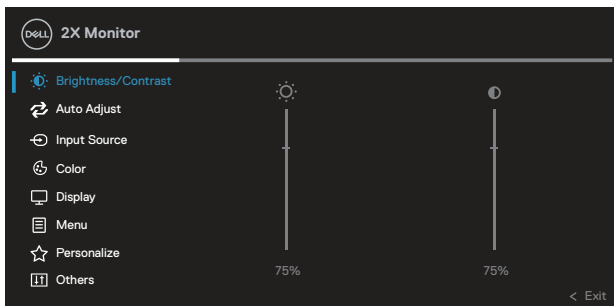 DELL 2X Monitor
Brightness/Contrast
Auto Adjust
Input Source
Color
Display
Menu
Personalize
Others
75% 75%
< Exit